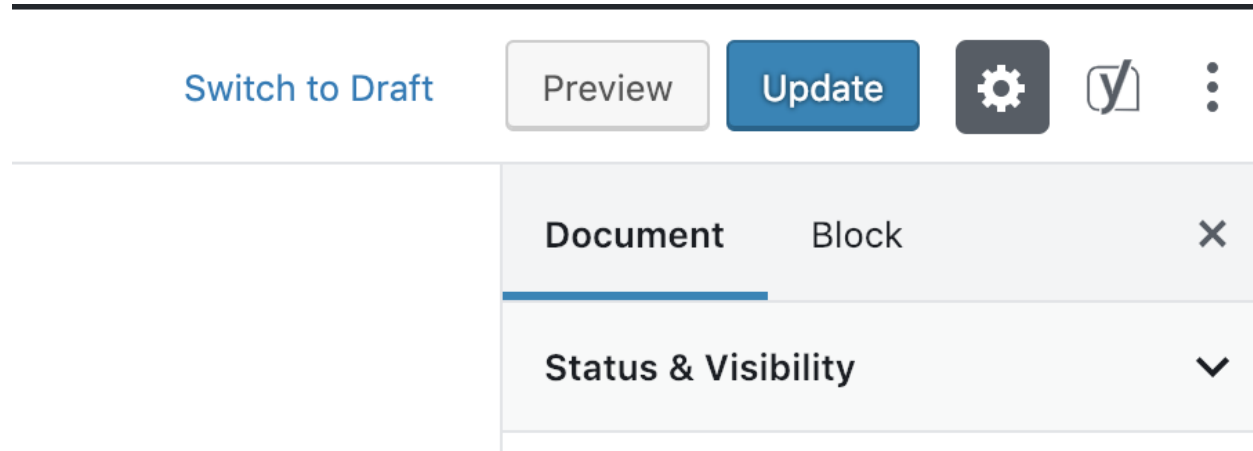 Switch to Draft Preview Update
Document Block
Status & Visibility